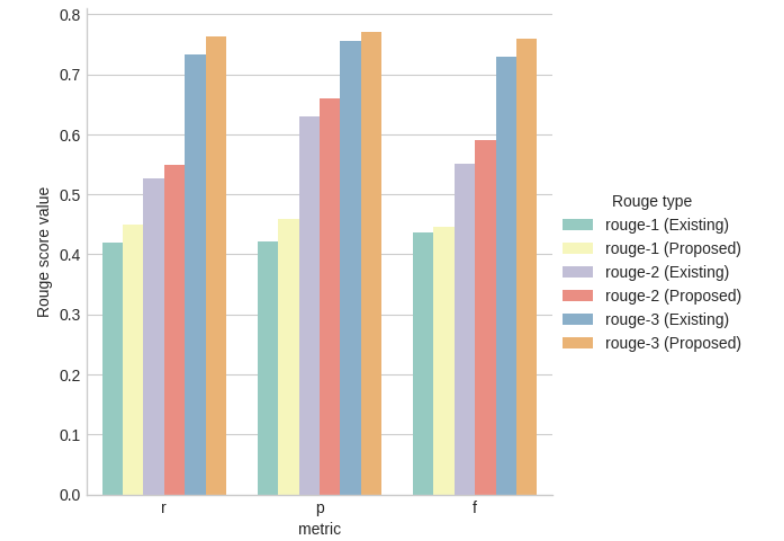 0.8
0.7
0.6
0.5
0.4
0.3
0.2
0.1
0.0
Rouge score value
r
p
f
metric
Rouge type
rouge-1 (Existing)
rouge-1 (Proposed)
rouge-2 (Existing)
rouge-2 (Proposed)
rouge-3 (Existing)
rouge-3 (Proposed)